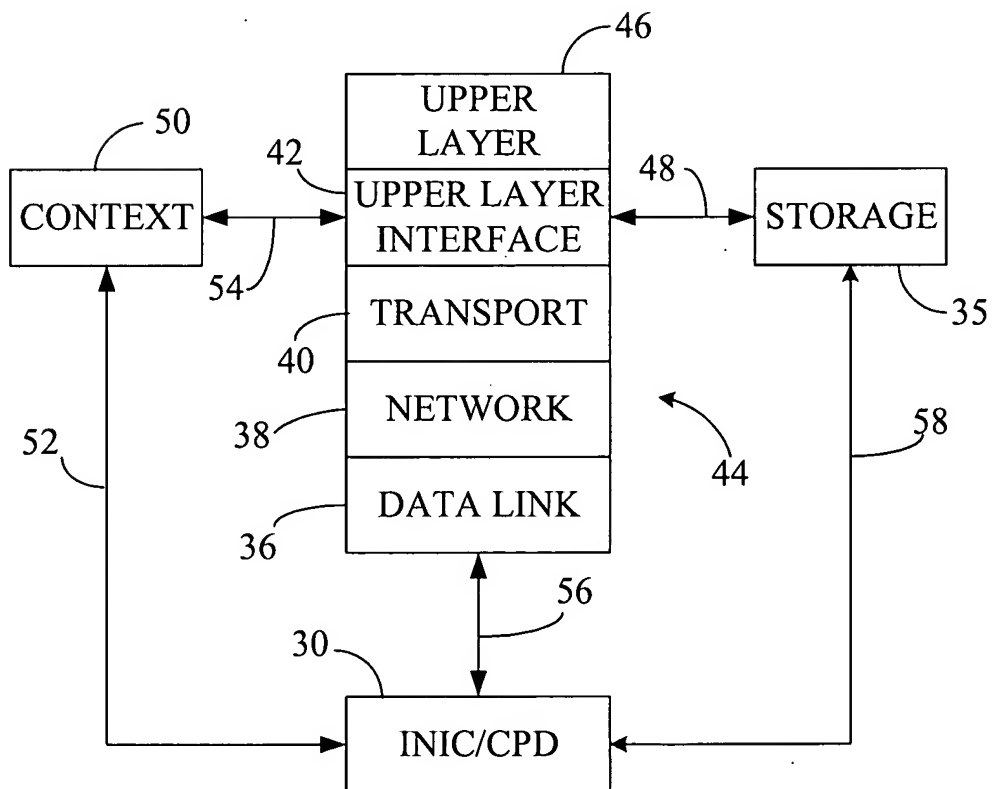 46
UPPER
LAYER
50
42
48
CONTEXT
UPPER LAYER
INTERFACE
STORAGE
54
35
TRANSPORT
40
NETWORK
38
52
44
58
DATA LINK
36
56
30
INIC/CPD